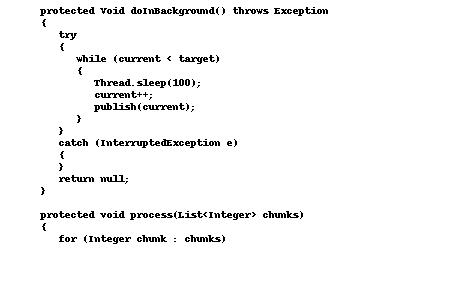 protected Void doInBackground() throws Exception
{
try
{
while (current < target)
{
Thread.sleep(100);
current++;
publish(current);
}
}
catch (InterruptedException e)
{
}
return null;
}
protected void process(List<Integer> chunks)
{
for (Integer chunk : chunks)